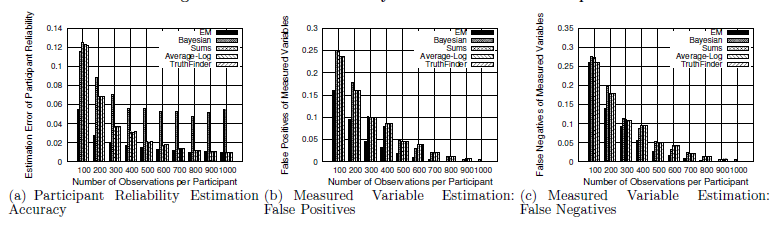 Estimation Error of Participant Reliability
0.14
0.12
0.1
0.08
0.06
0.04
0.02
0
EM
Bayesian
Sums
Average-Log
TruthFinder
100 200 300 400 500 600 700 800 900 1000
Number of Observations per Participant
(a) Participant Reliability Estimation
Accuracy
False Positives of Measured Variables
0.3
0.25
0.2
0.15
0.1
0.05
0
EM
Bayesian
Sums
Average-Log
TruthFinder
100 200 300 400 500 600 700 800 900 1000
Number of Observations per Participant
(b) Measured Variable Estimation:
False Positives
False Negatives of Measured Variables
0.35
0.3
0.25
0.2
0.15
0.1
0.05
0
EM
Bayesian
Sums
Average-Log
TruthFinder
100 200 300 400 500 600 700 800 900 1000
Number of Observations per Participant
(c) Measured Variable Estimation:
False Negatives